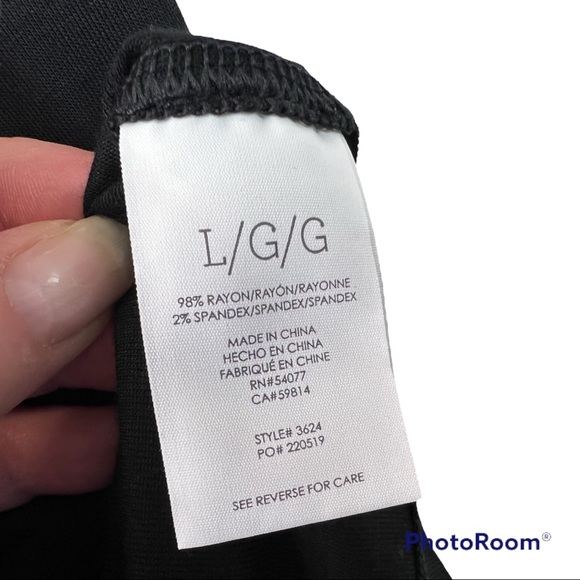 L/G/G
98% RAYON/RAYÓN/RAYONNE
2% SPANDEX/SPANDEX/SPANDEX
MADE IN CHINA
HECHO EN CHINA
FABRIQUÉ EN CHINE
RN#54077
CA#59814
STYLE# 3624
PO# 220519
SEE REVERSE FOR CARE
PhotoRoom®